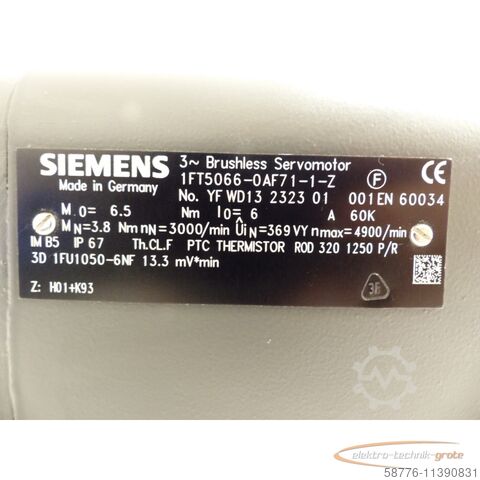 SIEMENS
Made in Germany
3~ Brushless Servomotor
1FT5066-0AF71-1-Z
F
CE
No. YF WD13 2323 01 001 EN 60034
M 0= 6.5 Nm I0= 6 A 60K
MN=3.8 Nm nN=3000/min ÛiN=369 V Y nmax=4900/min
IM B5 IP 67 Th.CL.F PTC THERMISTOR ROD 320 1250 P/R
3D 1FU1050-6NF 13.3 mV*min
Z: H01+K93
elektro-technik-grote
58776-11390831